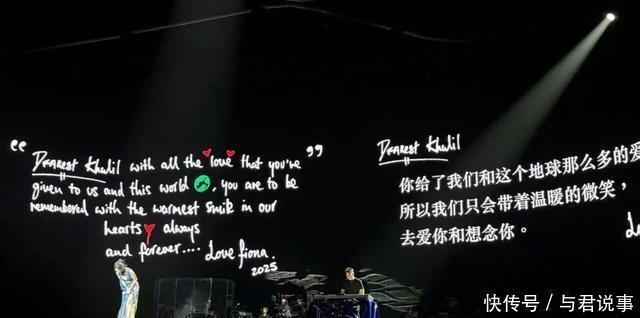 “ DEAREST Khalil with all the love that you've ”
given to us and this world , you are to be
remembered with the warmest smile in our
hearts always
and forever.... Love fiona.
2025
DEAREST Khalil
你给了我们和这个地球那么多的爱
所以我们只会带着温暖的微笑，
去爱你和想念你。
快传号 / 与君说事